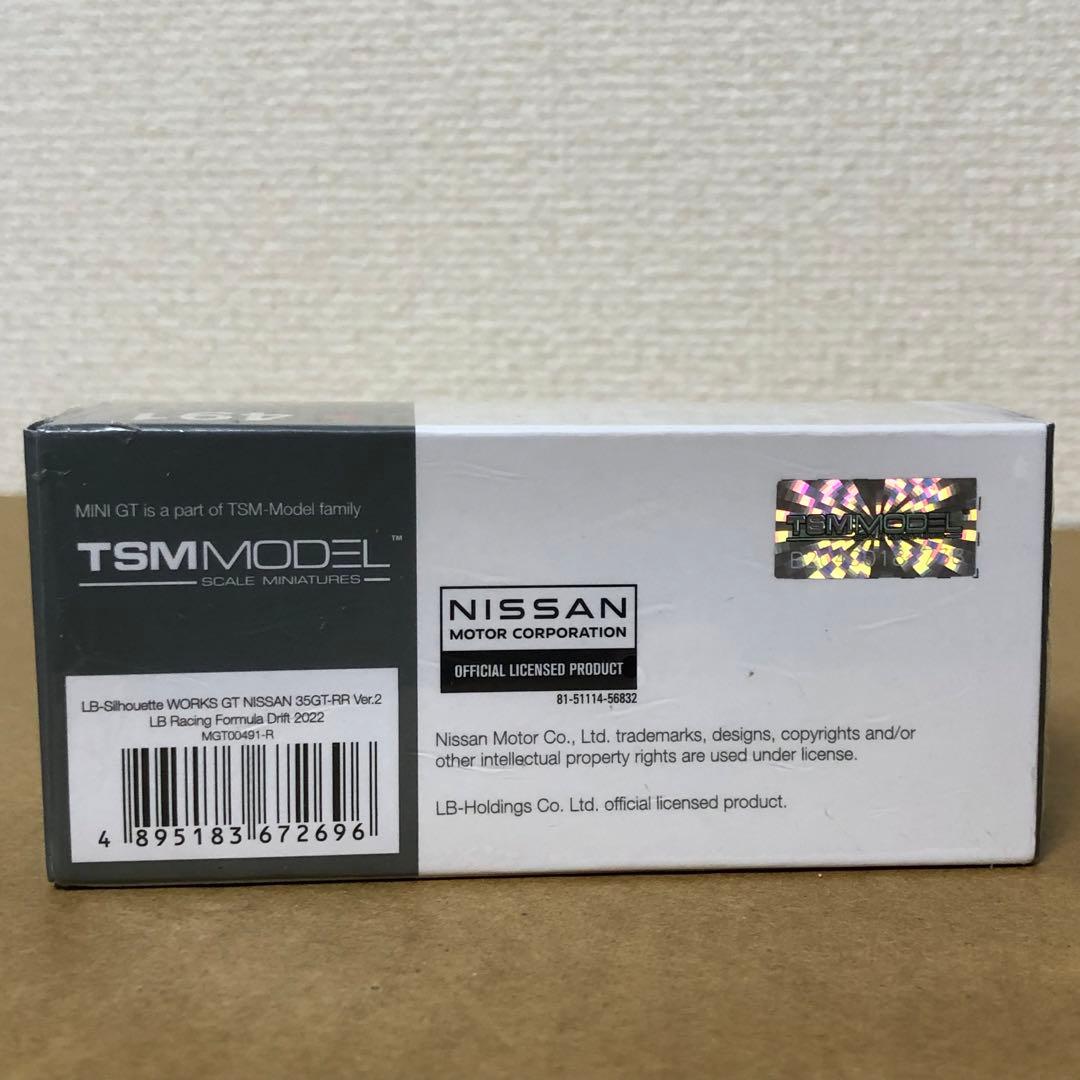 491
MINI GT is a part of TSM-Model family
TSMMODEL™
SCALE MINIATURES
LB-Silhouette WORKS GT NISSAN 35GT-RR Ver.2
LB Racing Formula Drift 2022
MGT00491-R
4 895183 672696
NISSAN
MOTOR CORPORATION
OFFICIAL LICENSED PRODUCT
81-51114-56832
Nissan Motor Co., Ltd. trademarks, designs, copyrights and/or
other intellectual property rights are used under license.
LB-Holdings Co. Ltd. official licensed product.
TSMMODEL